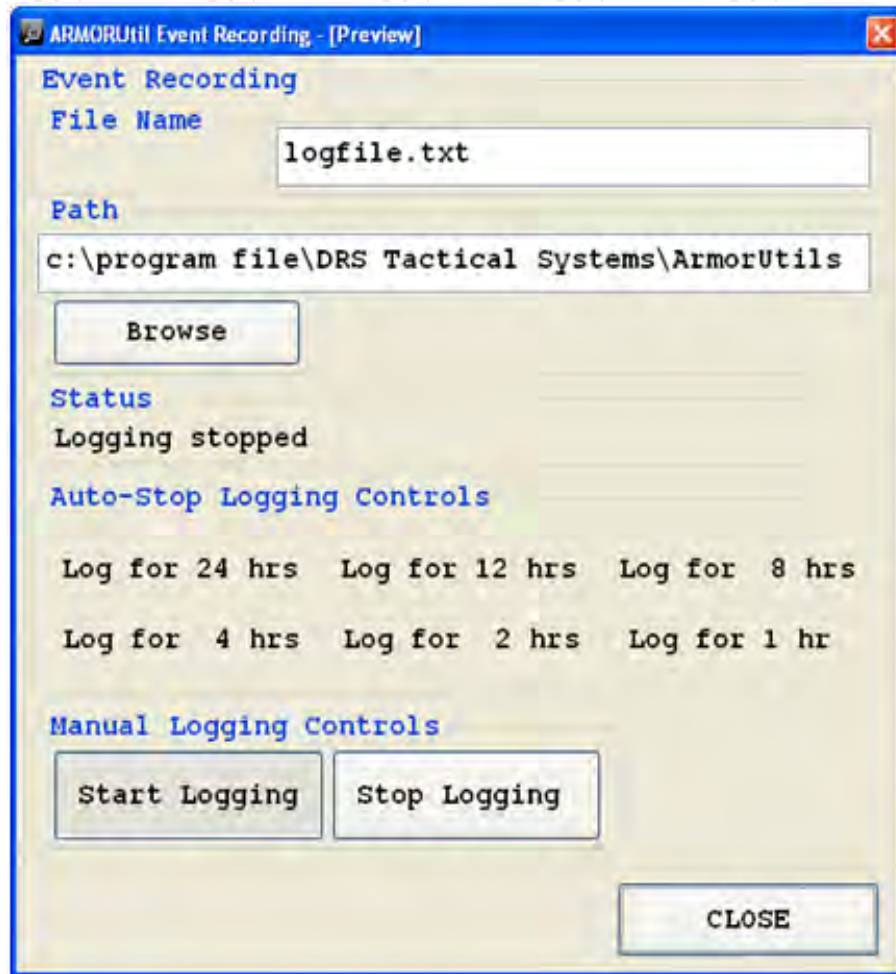 ARMORUtil Event Recording - [Preview]
Event Recording
File Name
logfile.txt
Path
c:\program file\DRS Tactical Systems\ArmorUtils
Browse
Status
Logging stopped
Auto-Stop Logging Controls
Log for 24 hrs Log for 12 hrs Log for 8 hrs
Log for 4 hrs Log for 2 hrs Log for 1 hr
Manual Logging Controls
Start Logging Stop Logging
CLOSE